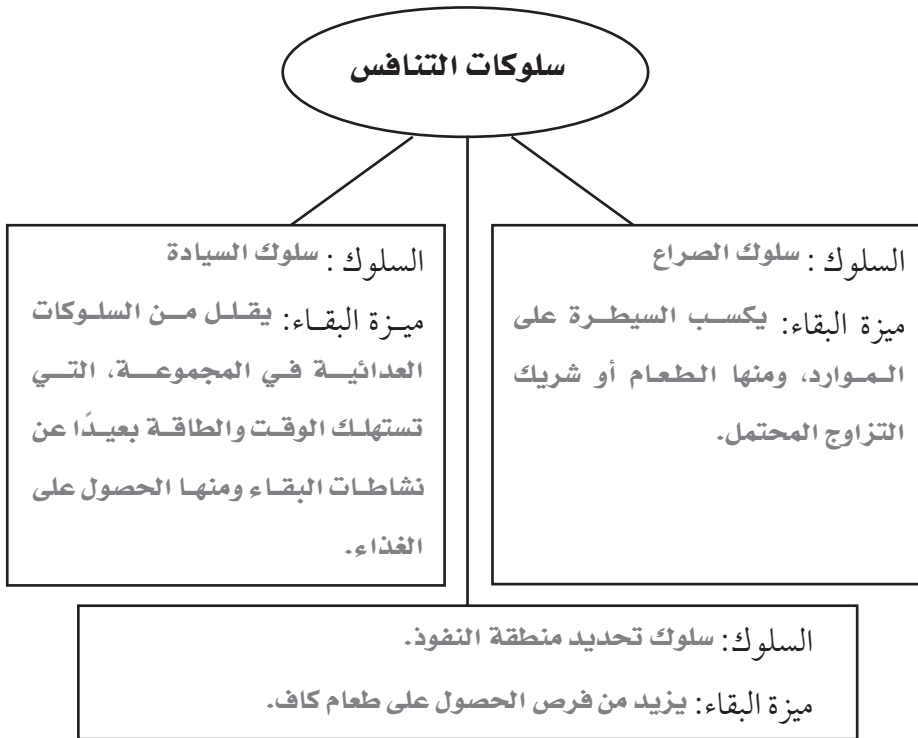 سلوكات التنافس
السلوك: سلوك الصراع
ميزة البقاء: يكسب السيطرة على
الموارد، ومنها الطعام أو شريك
التزاوج المحتمل.
السلوك: سلوك السيادة
ميزة البقاء: يقلل من السلوكات
العدائية في المجموعة، التي
تستهلك الوقت والطاقة بعيدًا عن
نشاطات البقاء ومنها الحصول على
الغذاء.
السلوك: سلوك تحديد منطقة النفوذ.
ميزة البقاء: يزيد من فرص الحصول على طعام كاف.